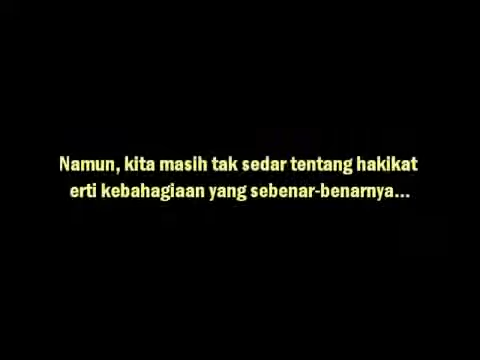 Namun, kita masih tak sedar tentang hakikat
erti kebahagiaan yang sebenar-benarnya...